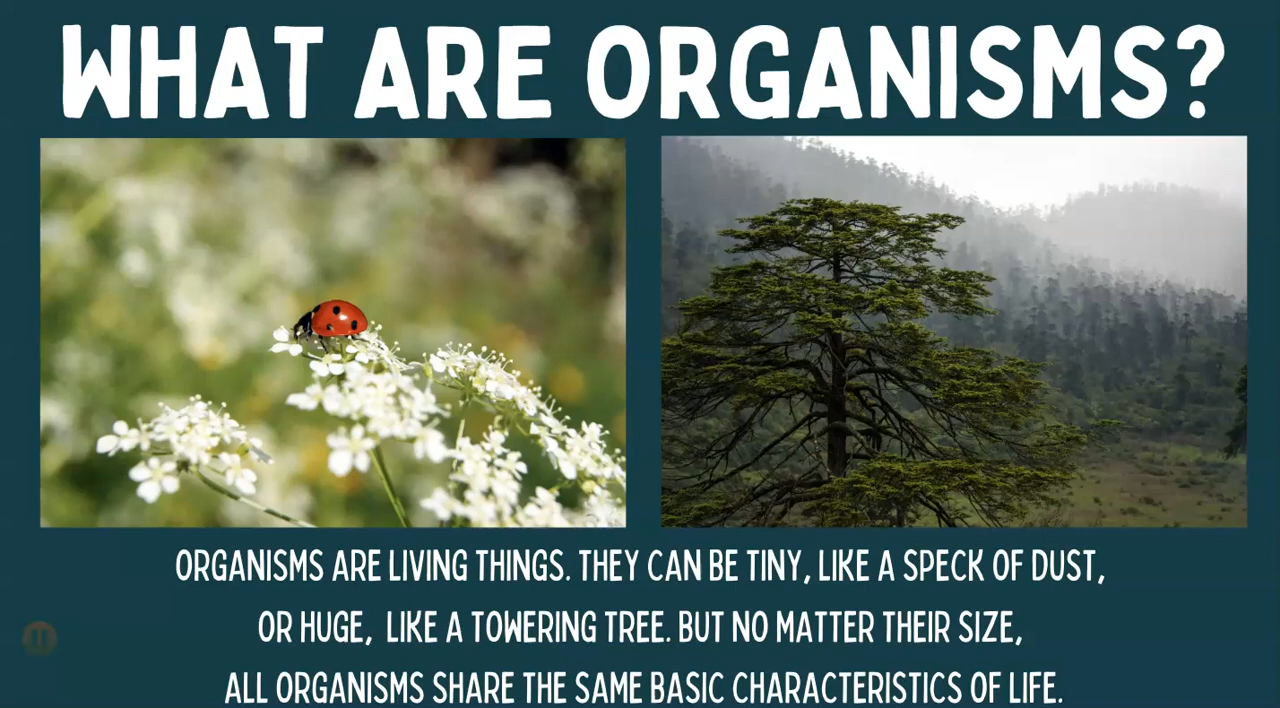 WHAT ARE ORGANISMS?
ORGANISMS ARE LIVING THINGS. THEY CAN BE TINY, LIKE A SPECK OF DUST,
OR HUGE, LIKE A TOWERING TREE. BUT NO MATTER THEIR SIZE,
ALL ORGANISMS SHARE THE SAME BASIC CHARACTERISTICS OF LIFE.